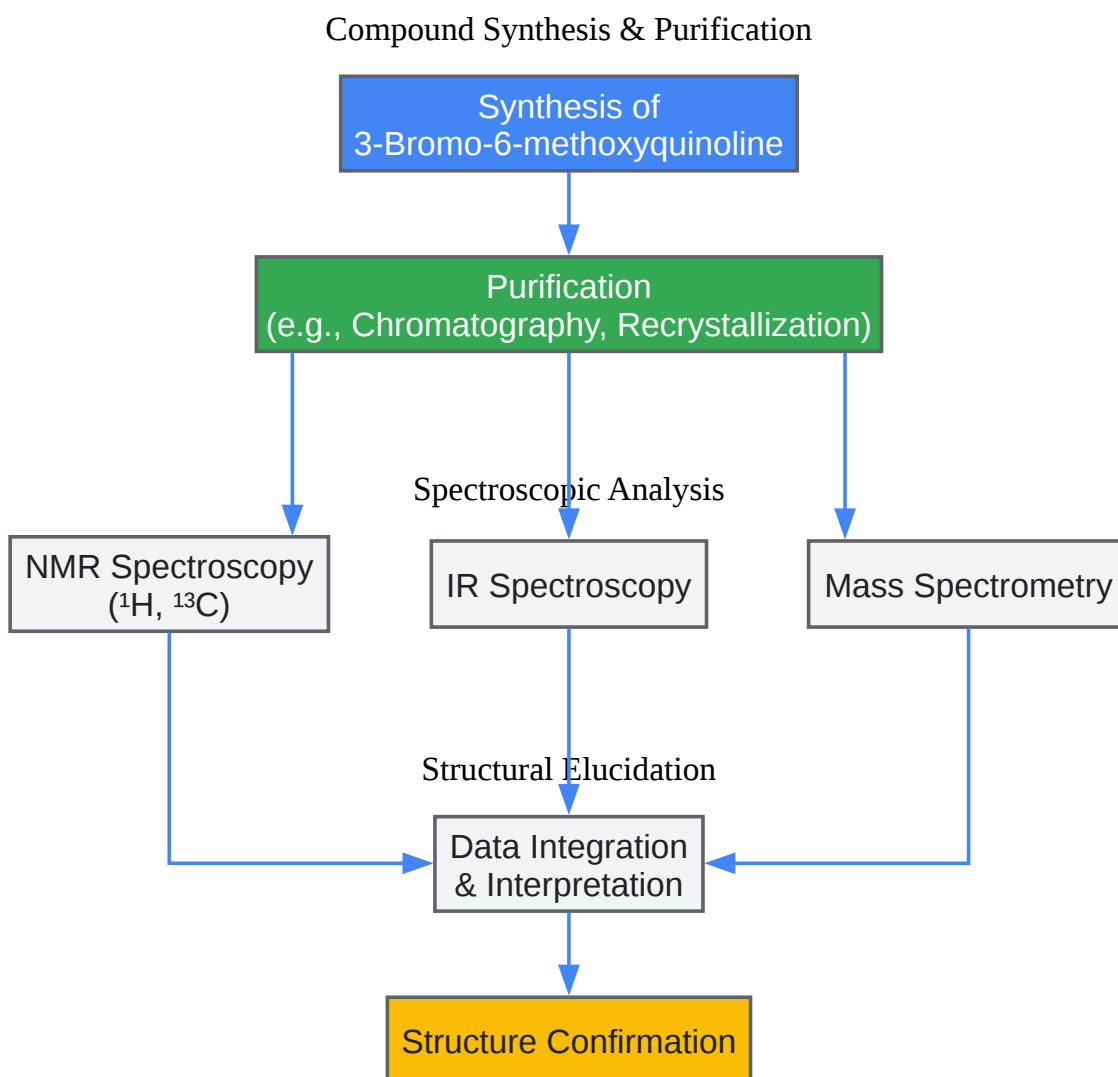 Compound Synthesis & Purification
Synthesis of
3-Bromo-6-methoxyquinoline
Purification
(e.g., Chromatography, Recrystallization)
Spectroscopic Analysis
NMR Spectroscopy
(¹H, ¹³C)
IR Spectroscopy
Mass Spectrometry
Structural Elucidation
Data Integration
& Interpretation
Structure Confirmation